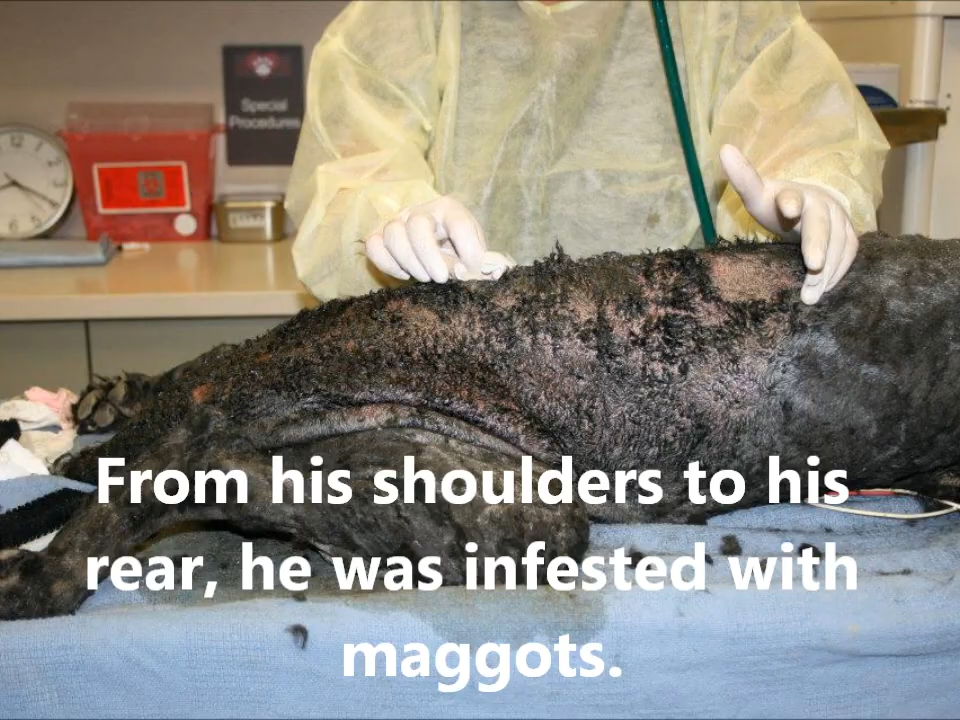 Special
Procedures
From his shoulders to his
rear, he was infested with
maggots.